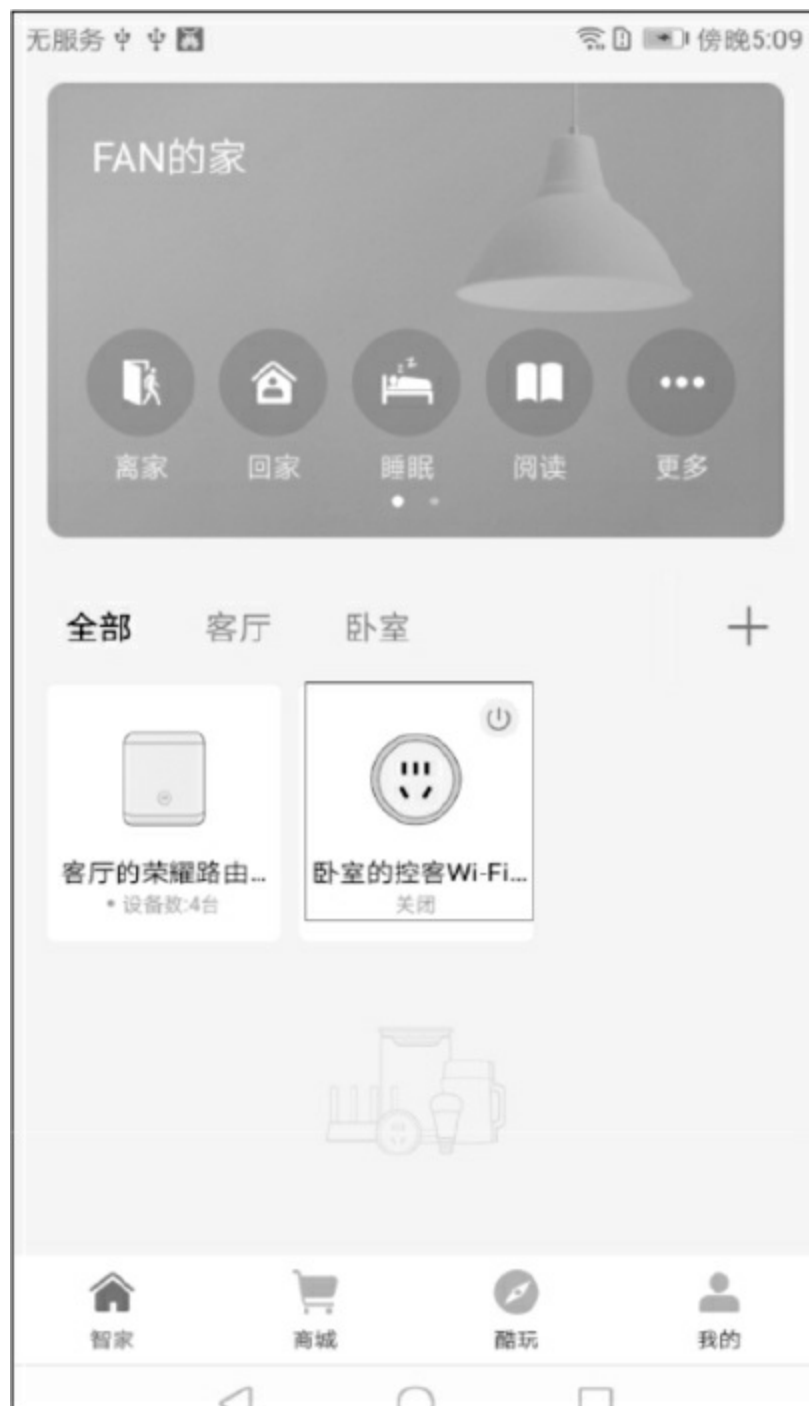 无服务 傍晚5:09
FAN的家
离家 回家 睡眠 阅读 更多
全部 客厅 卧室
客厅的荣耀路由... 卧室的控客Wi-Fi...
设备数:4台 关闭
智家 商城 酷玩 我的